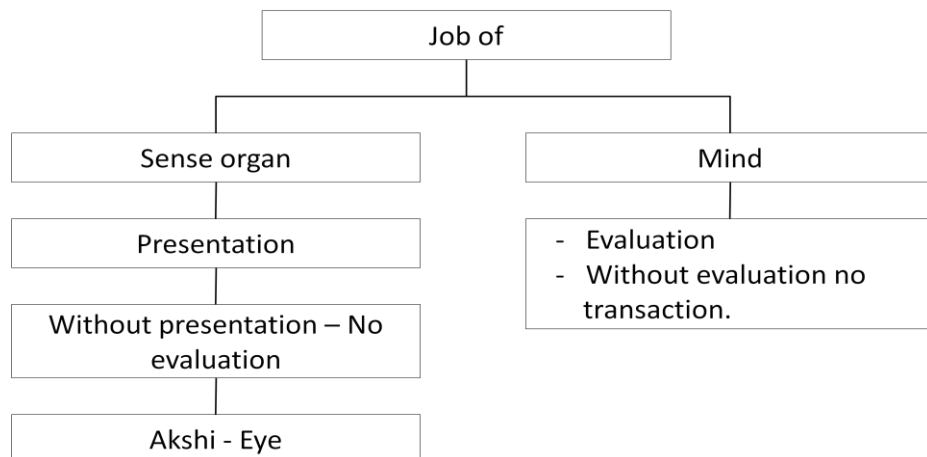 Job of
Sense organ
Presentation
Without presentation – No
evaluation
Akshi - Eye
Mind
- Evaluation
- Without evaluation no
transaction.